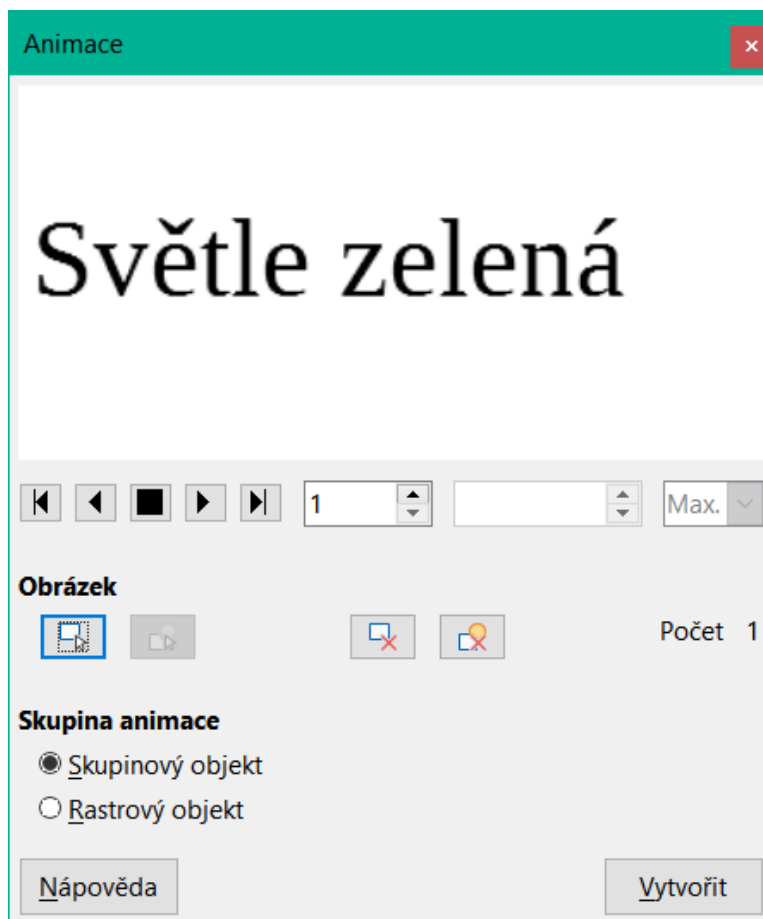 Animace
Světle zelená
1
Max.
Obrázek
Počet 1
Skupina animace
Skupinový objekt
Rastrový objekt
Nápověda
Vytvořit